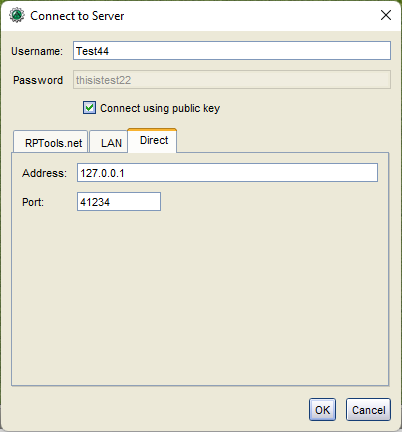 Connect to Server
Username: Test44
Password thisistest22
Connect using public key
RPTools.net LAN Direct
Address: 127.0.0.1
Port: 41234
OK Cancel